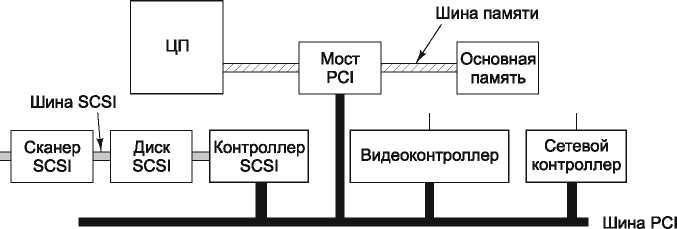 Шина памяти
ЦП
Мост
PCI
Основная
память
Шина SCSI
Сканер
SCSI
Диск
SCSI
Контроллер
SCSI
Видеоконтроллер
Сетевой
контроллер
Шина PCI